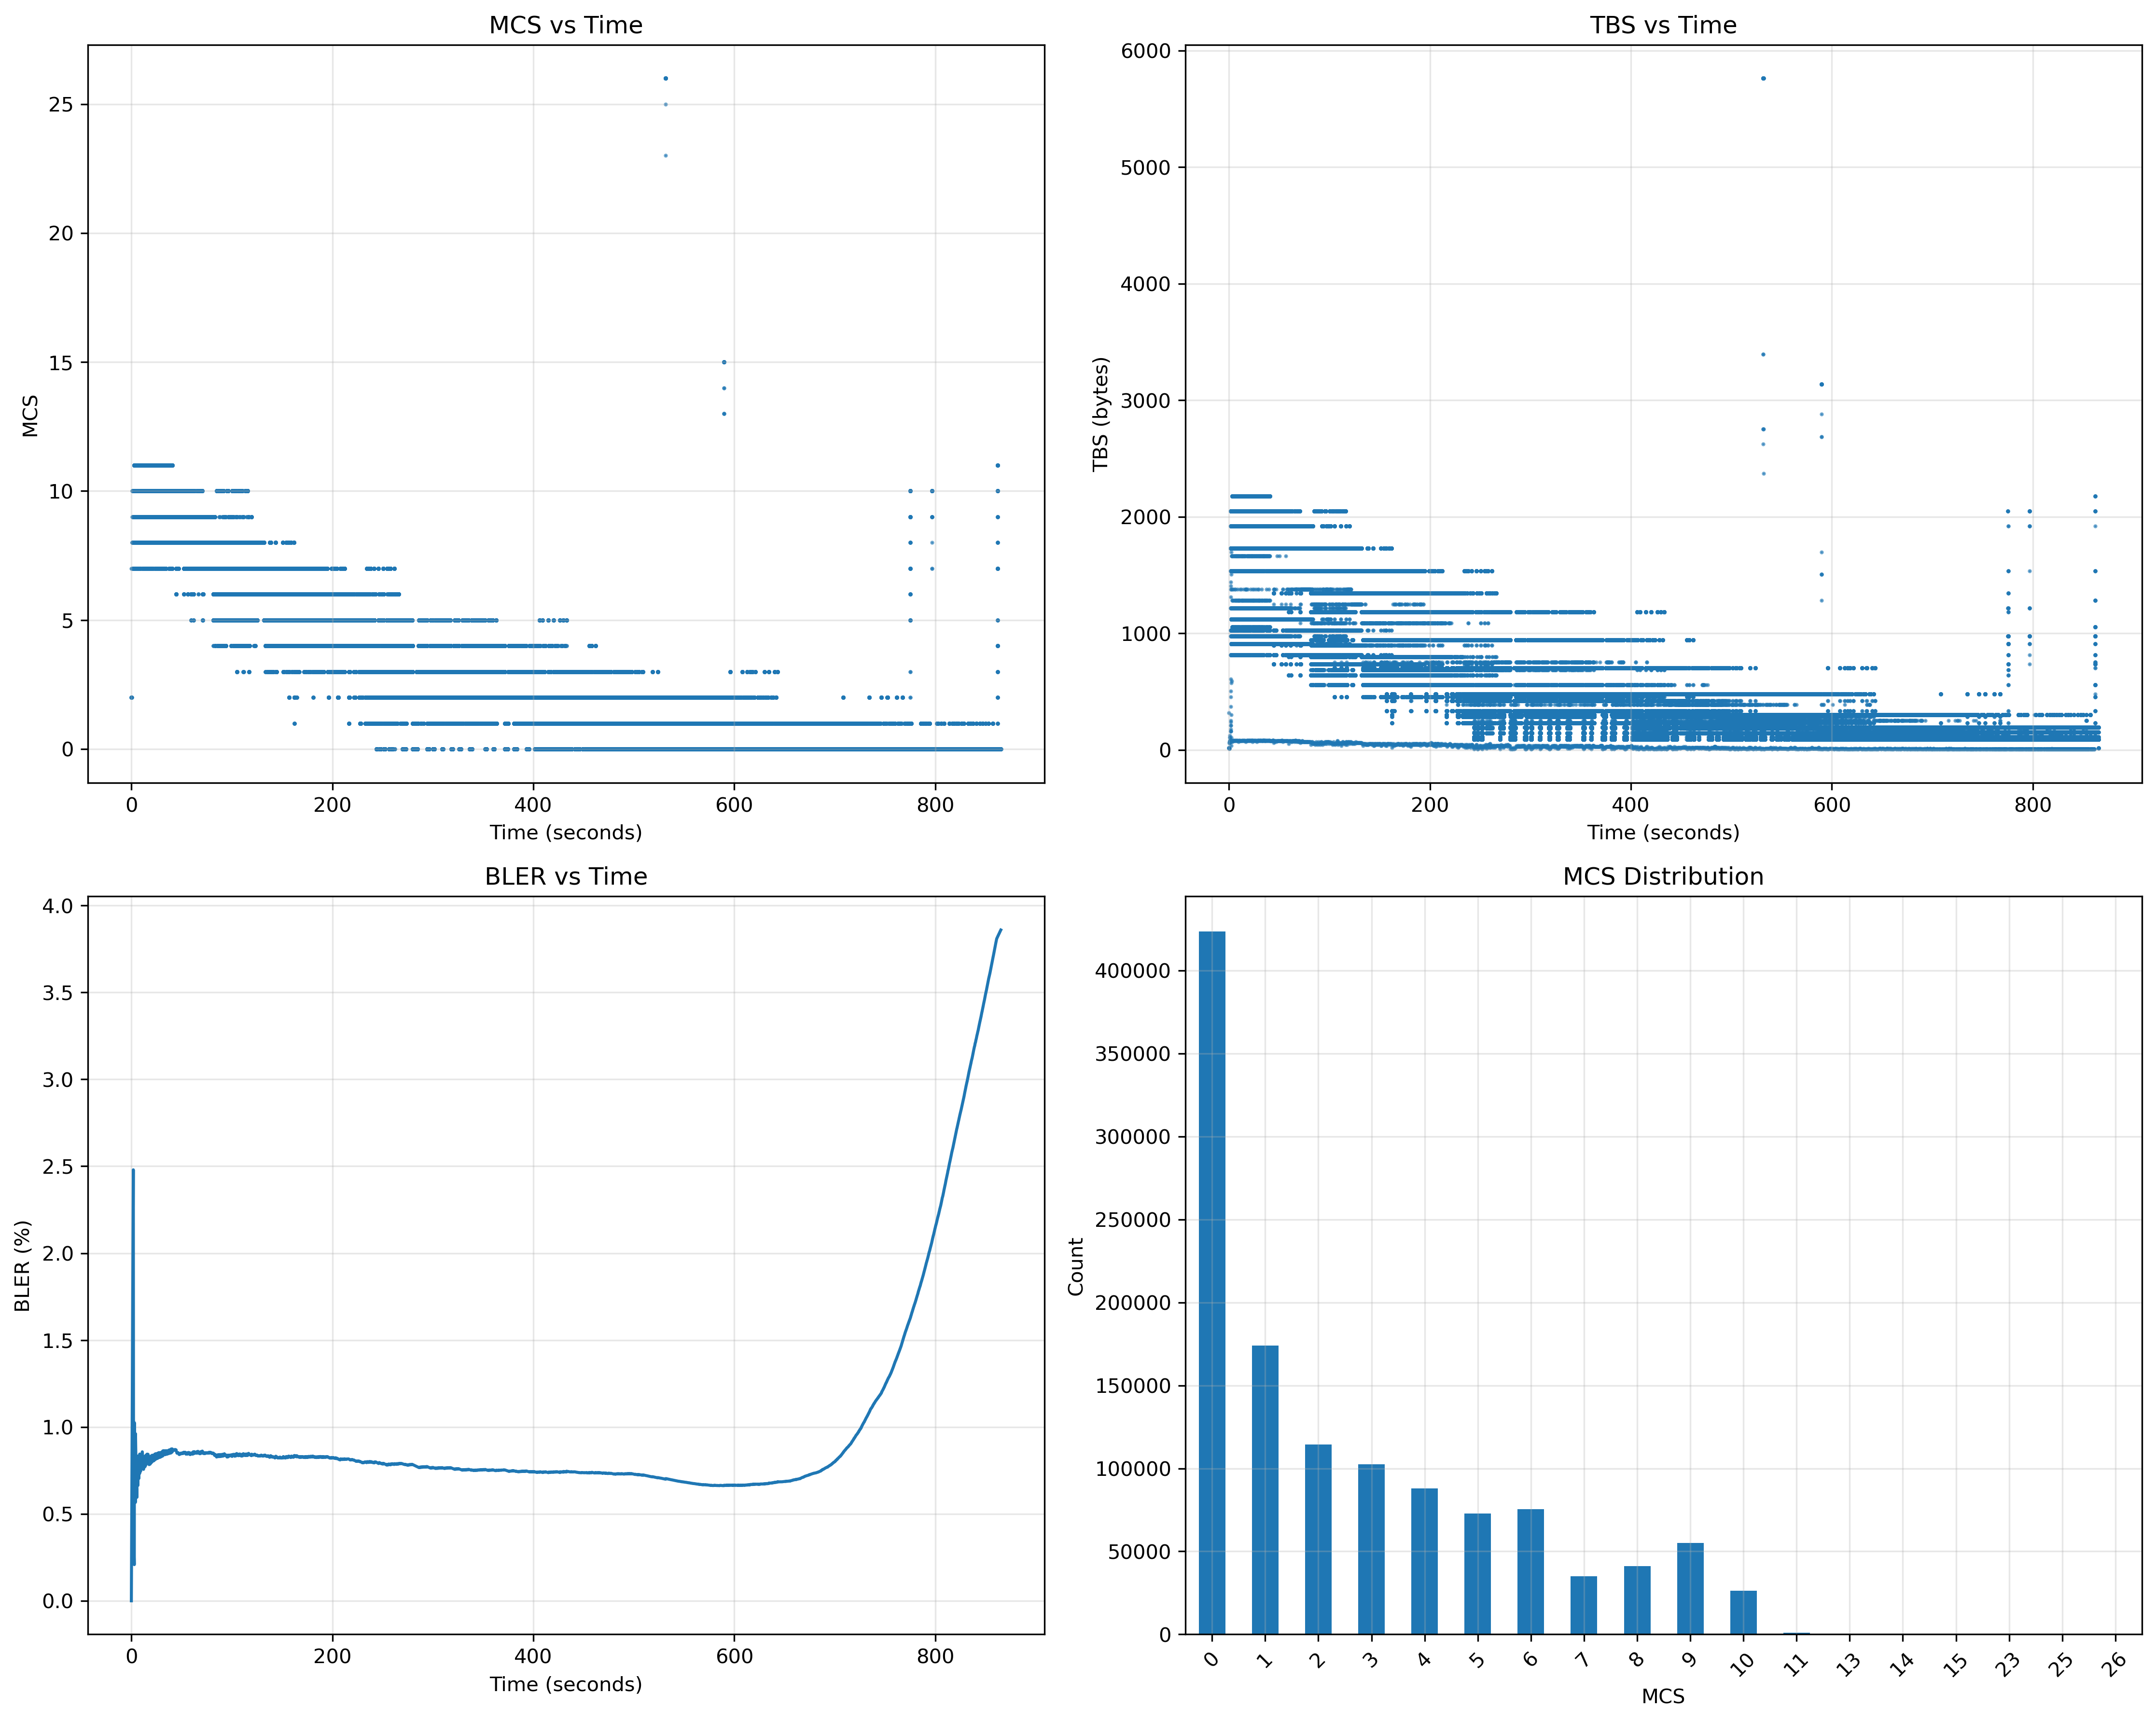 MCS vs Time
MCS
25
20
15
10
5
0
0 200 400 600 800
Time (seconds)
TBS vs Time
TBS (bytes)
6000
5000
4000
3000
2000
1000
0
0 200 400 600 800
Time (seconds)
BLER vs Time
BLER (%)
4.0
3.5
3.0
2.5
2.0
1.5
1.0
0.5
0.0
0 200 400 600 800
Time (seconds)
MCS Distribution
Count
400000
350000
300000
250000
200000
150000
100000
50000
0
0 1 2 3 4 5 6 7 8 9 10 11 13 14 15 23 25 26
MCS